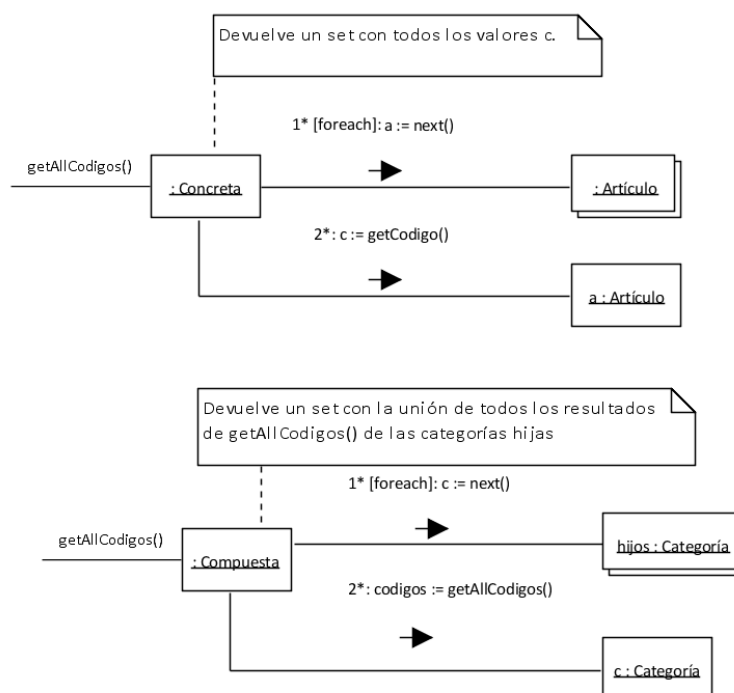 Devuelve un set con todos los valores c.
1* [foreach]: a := next()
getAllCodigos()
: Concreta
: Artículo
2*: c := getCodigo()
a : Artículo
Devuelve un set con la unión de todos los resultados
de getAllCodigos() de las categorías hijas
1* [foreach]: c := next()
getAllCodigos()
: Compuesta
hijos : Categoría
2*: codigos := getAllCodigos()
c : Categoría